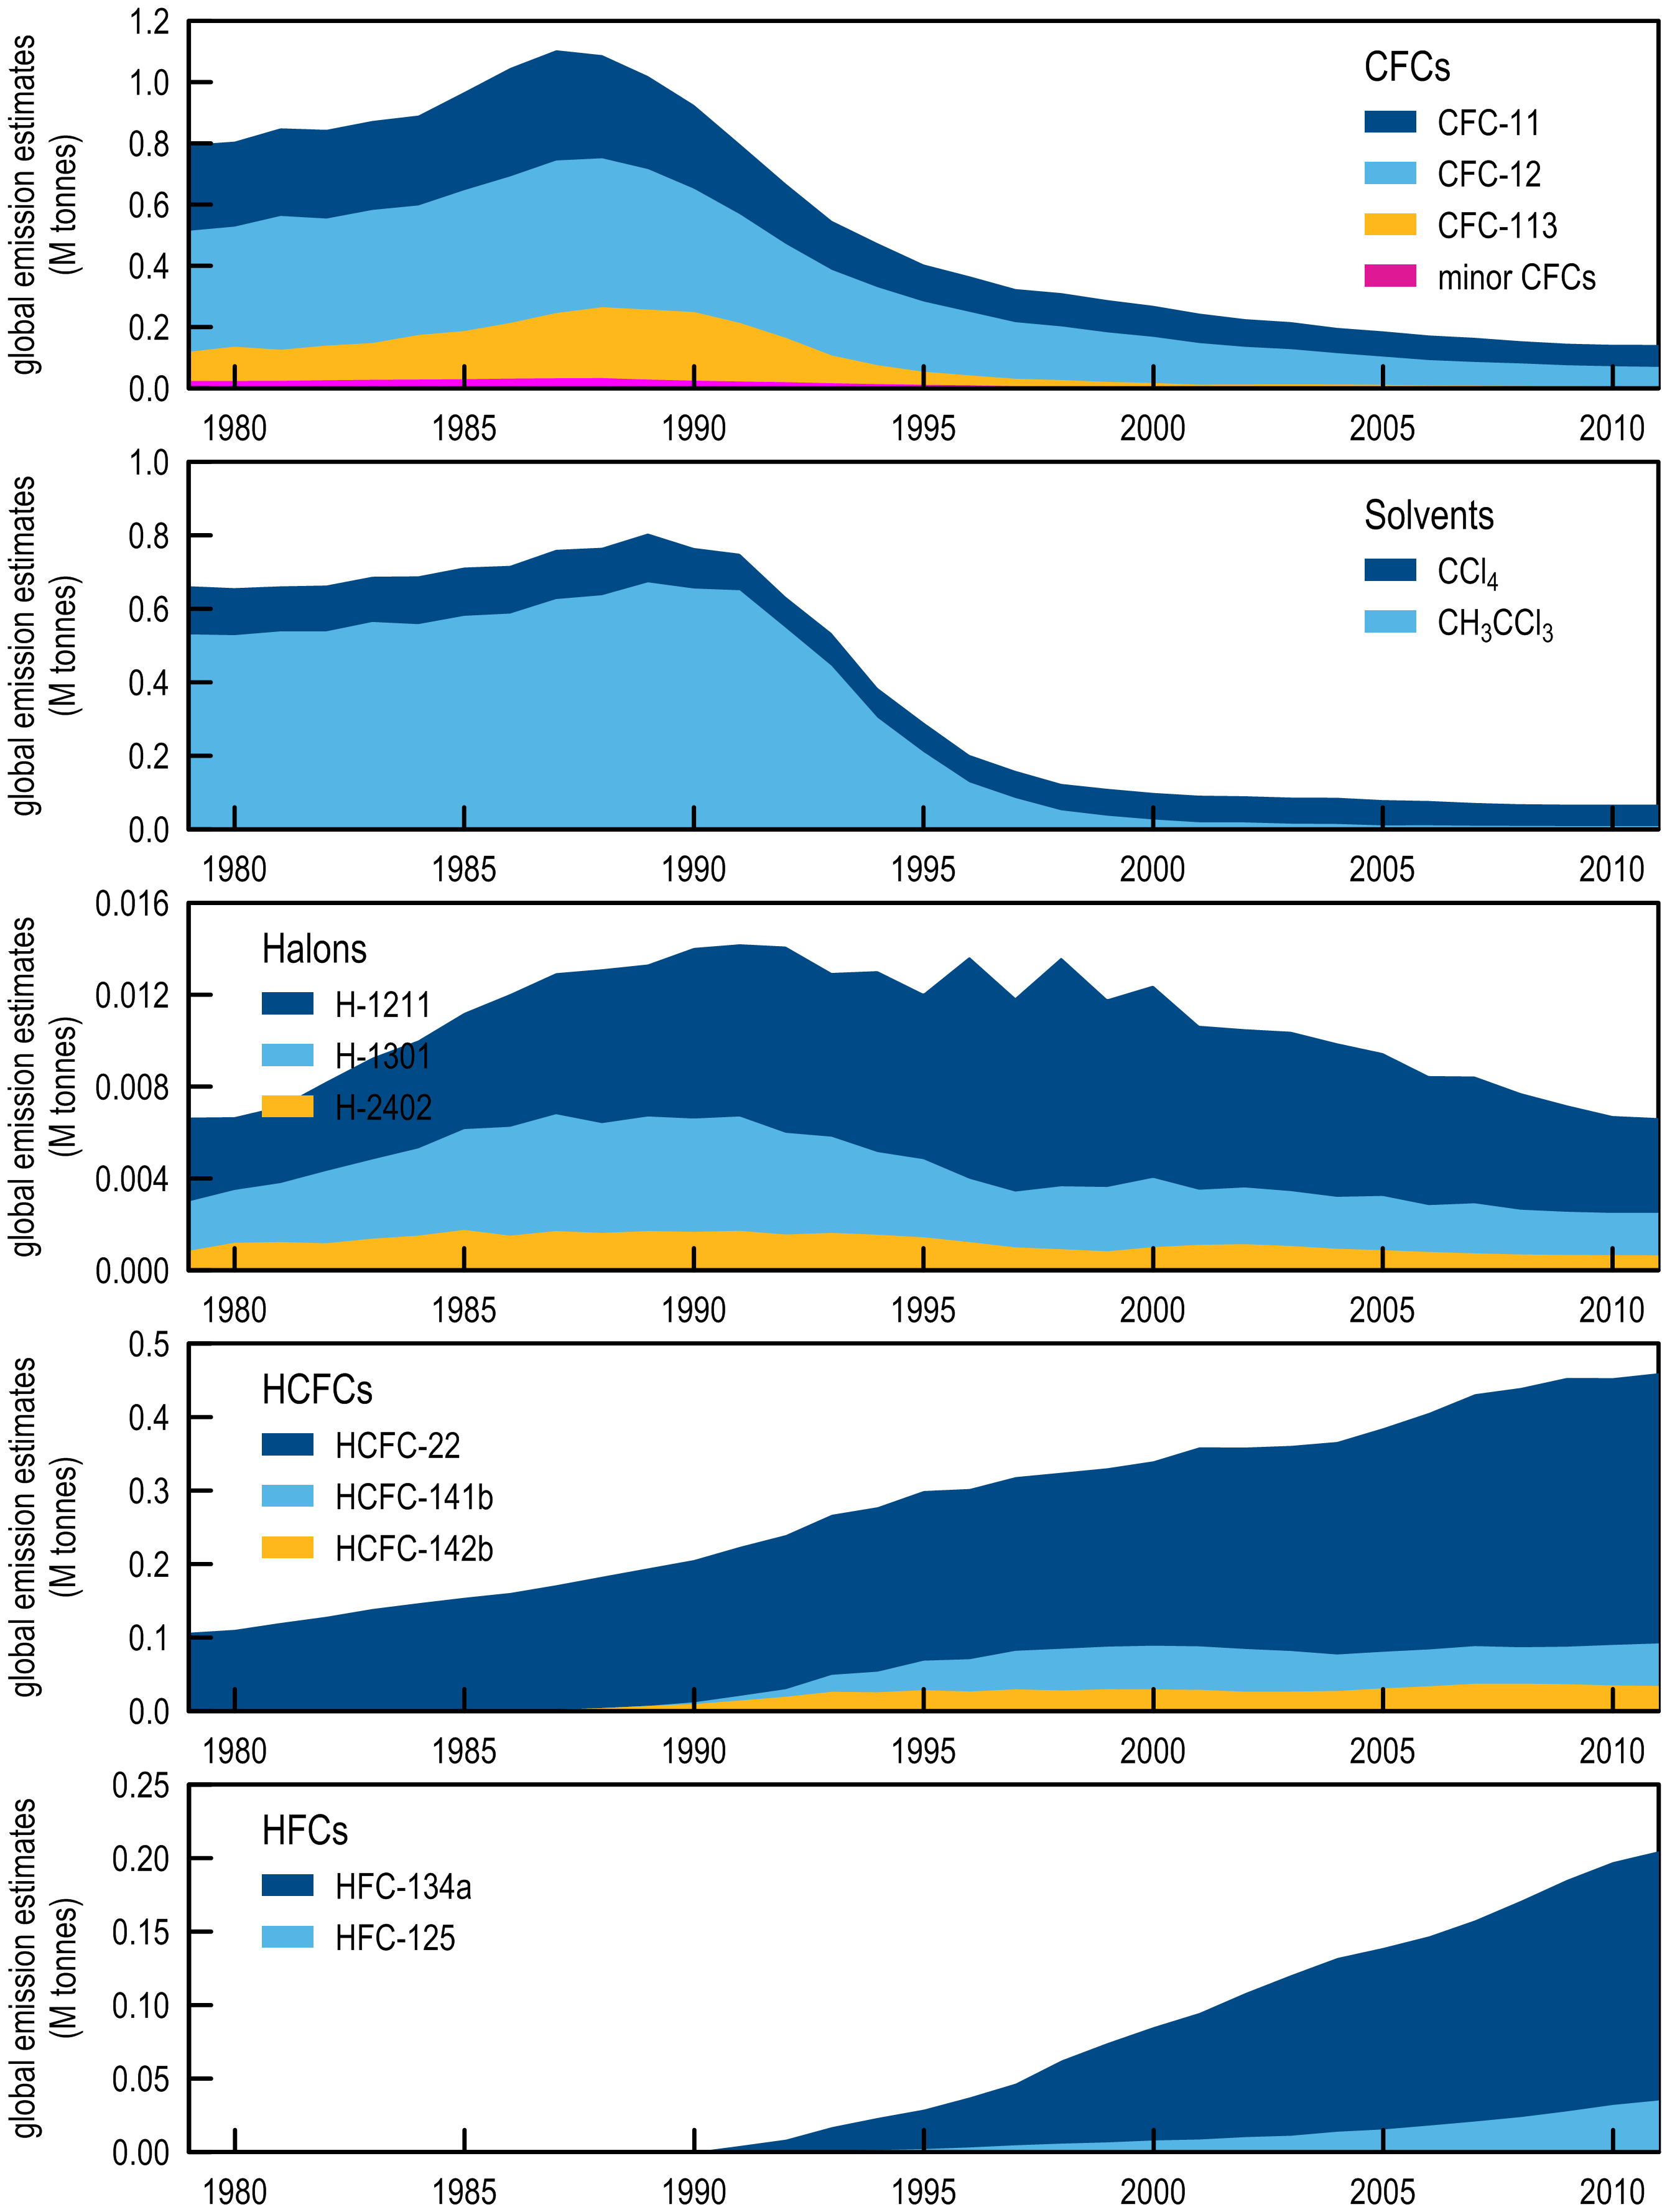 global emission estimates
(M tonnes)
1.2
1.0
0.8
0.6
0.4
0.2
0.0
CFCs
CFC-11
CFC-12
CFC-113
minor CFCs
1980 1985 1990 1995 2000 2005 2010
global emission estimates
(M tonnes)
1.0
0.8
0.6
0.4
0.2
0.0
Solvents
CCl₄
CH₃CCl₃
1980 1985 1990 1995 2000 2005 2010
global emission estimates
(M tonnes)
0.016
0.012
0.008
0.004
0.000
Halons
H-1211
H-1301
H-2402
1980 1985 1990 1995 2000 2005 2010
global emission estimates
(M tonnes)
0.5
0.4
0.3
0.2
0.1
0.0
HCFCs
HCFC-22
HCFC-141b
HCFC-142b
1980 1985 1990 1995 2000 2005 2010
global emission estimates
(M tonnes)
0.25
0.20
0.15
0.10
0.05
0.00
HFCs
HFC-134a
HFC-125
1980 1985 1990 1995 2000 2005 2010